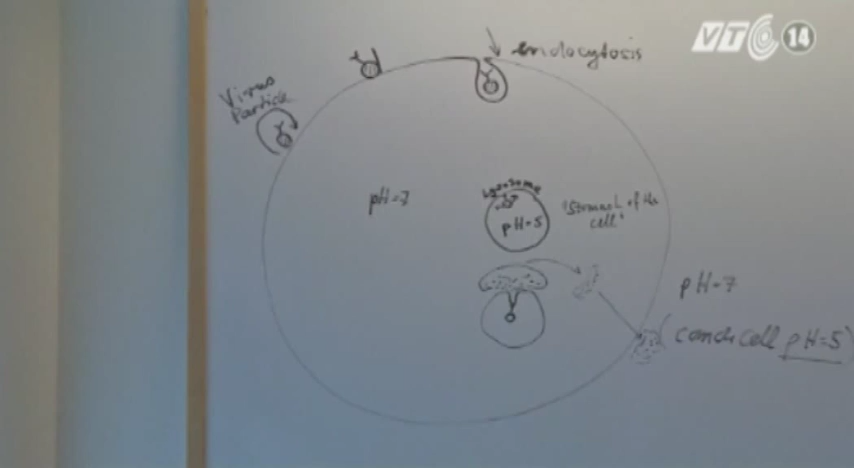 VTC 14
endocytosis
Virus
Particle
pH=7
Lysosome
pH=5
"Stomach of the
cell"
pH=7
cell pH=5)